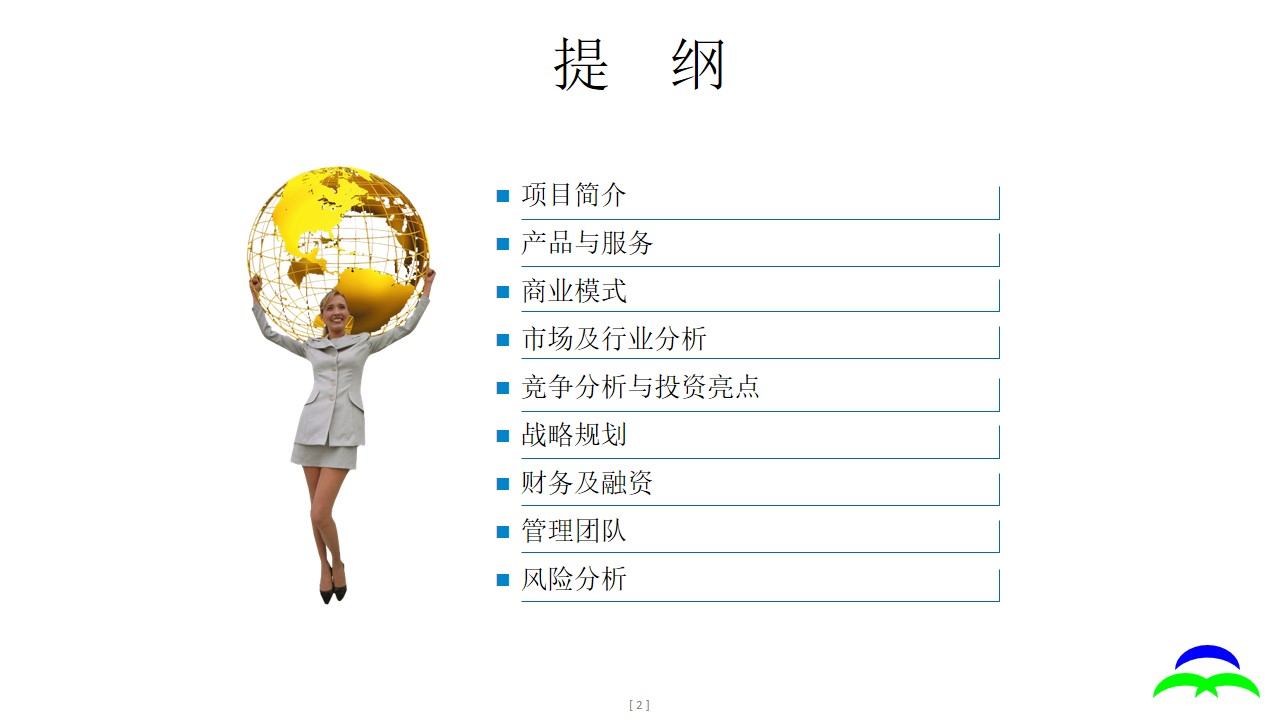 提 纲
项目简介
产品与服务
商业模式
市场及行业分析
竞争分析与投资亮点
战略规划
财务及融资
管理团队
风险分析
[ 2 ]